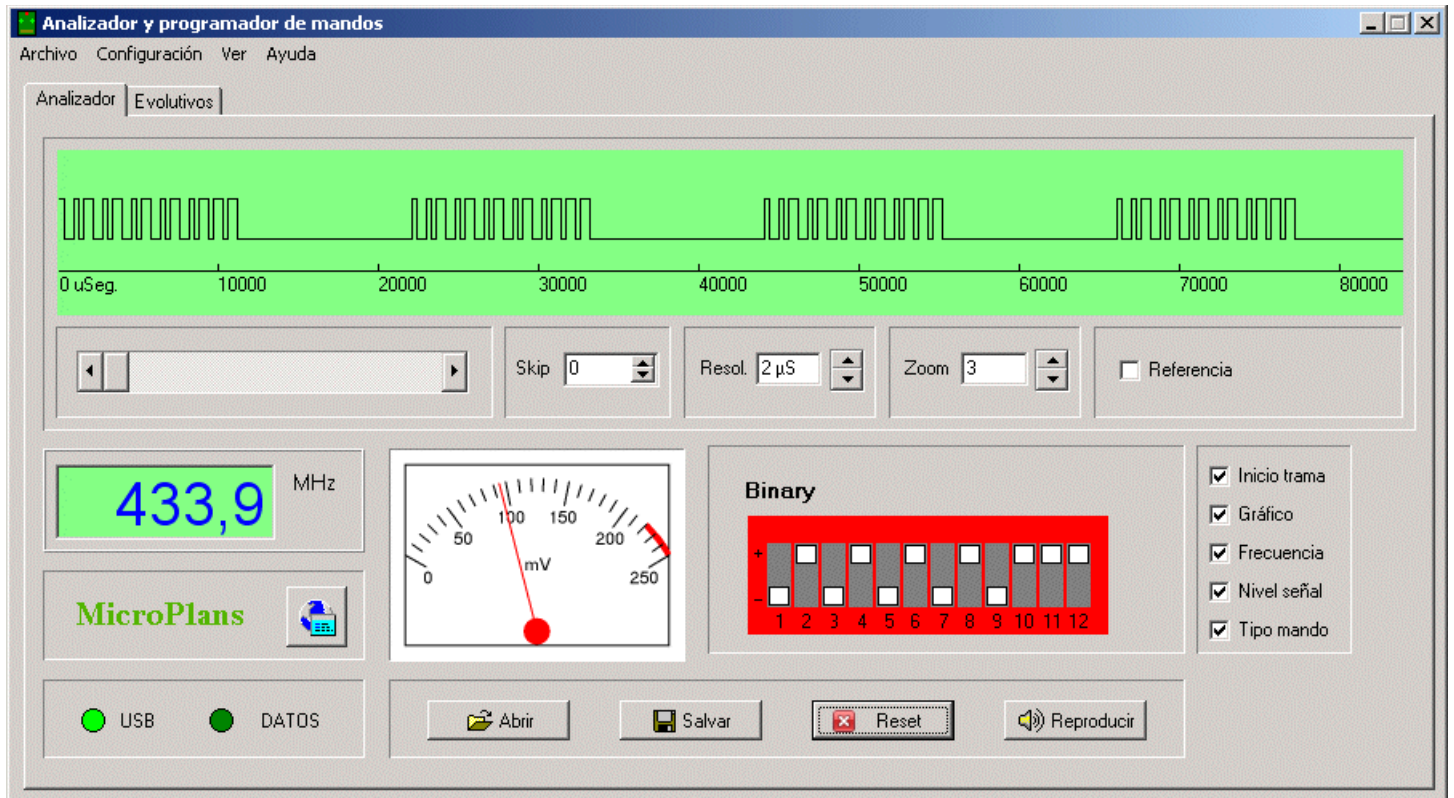 Analizador y programador de mandos
Archivo Configuración Ver Ayuda
Analizador Evolutivos
0 uSeg. 10000 20000 30000 40000 50000 60000 70000 80000
Skip 0 Resol. 2 µS Zoom 3 Referencia
433,9 MHz
0 50 100 150 200 250
mV
Binary
+
-
1 2 3 4 5 6 7 8 9 10 11 12
Inicio trama
Gráfico
Frecuencia
Nivel señal
Tipo mando
MicroPlans
USB DATOS
Abrir Salvar Reset Reproducir